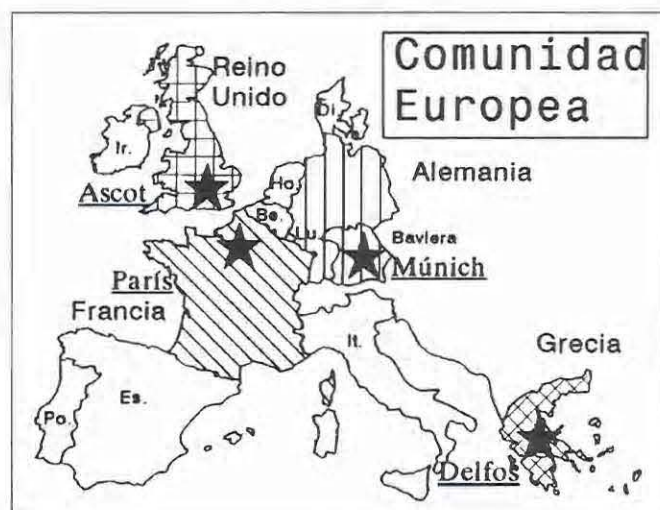 Comunidad
Europea
Reino
Unido
Ir.
Di.
Ho.
Alemania
Ascot
Be.
Lu.
Baviera
Múnich
París
Francia
It.
Grecia
Es.
Po.
Delfos